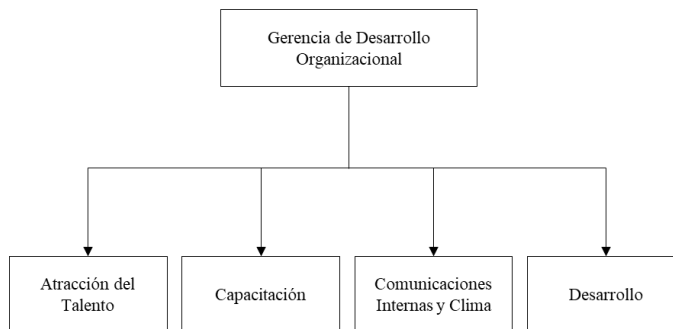 Gerencia de Desarrollo
Organizacional
Atracción del
Talento
Capacitación
Comunicaciones
Internas y Clima
Desarrollo